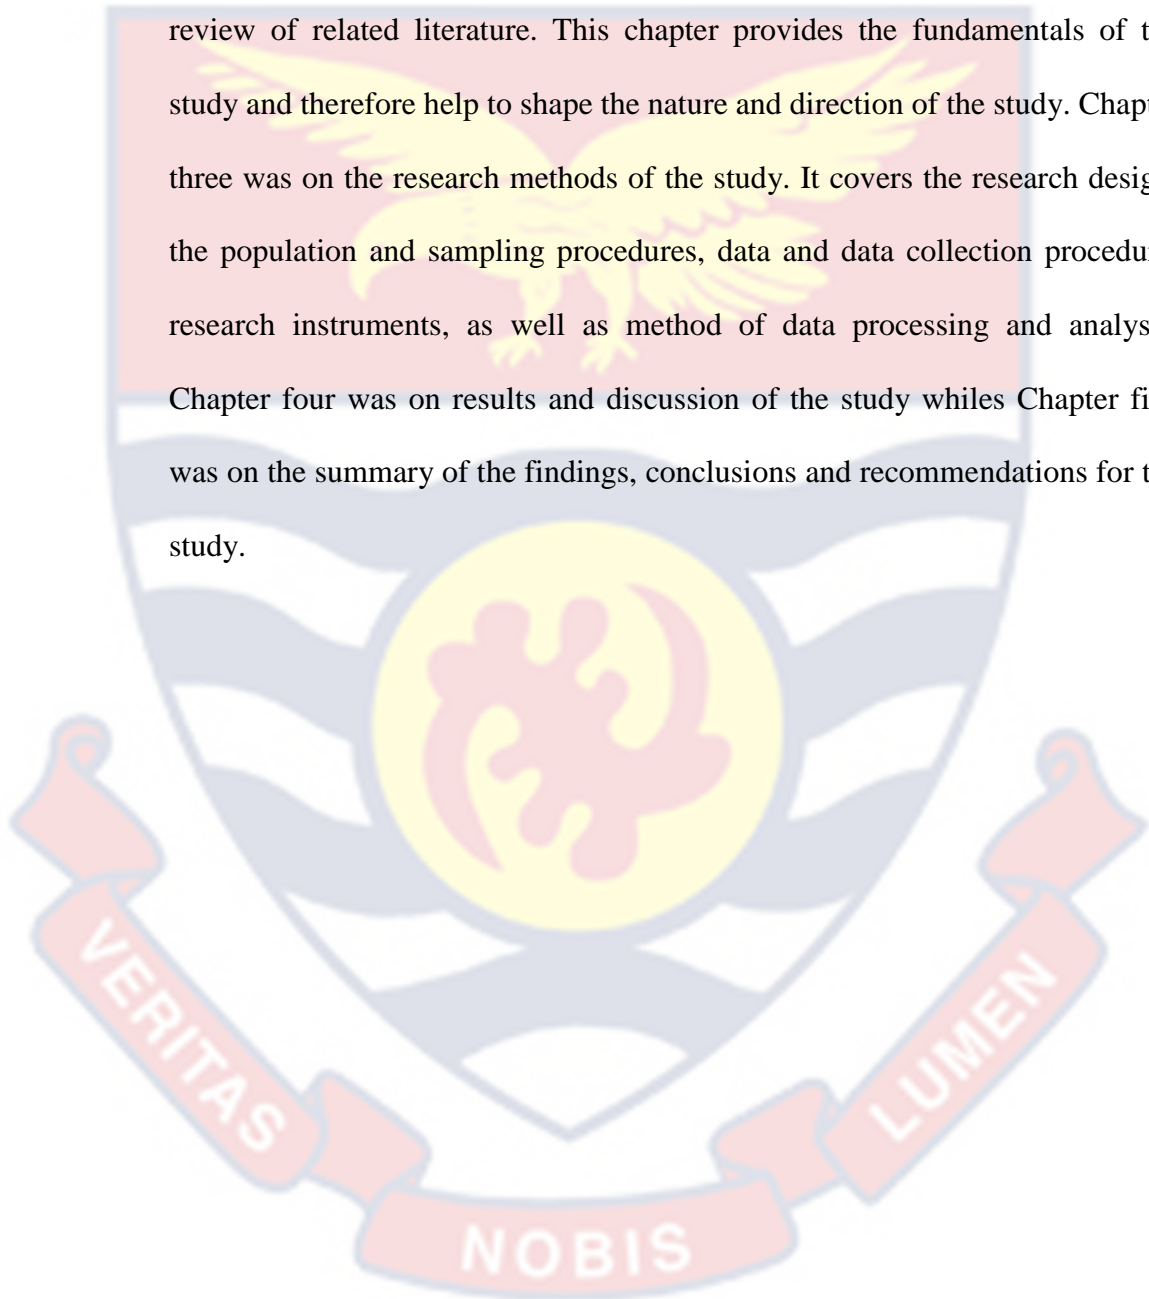 review of related literature. This chapter provides the fundamentals of t
study and therefore help to shape the nature and direction of the study. Chapt
three was on the research methods of the study. It covers the research desig
the population and sampling procedures, data and data collection procedur
research instruments, as well as method of data processing and analys
Chapter four was on results and discussion of the study whiles Chapter fi
was on the summary of the findings, conclusions and recommendations for t
study.
VERITAS
NOBIS
LUMEN